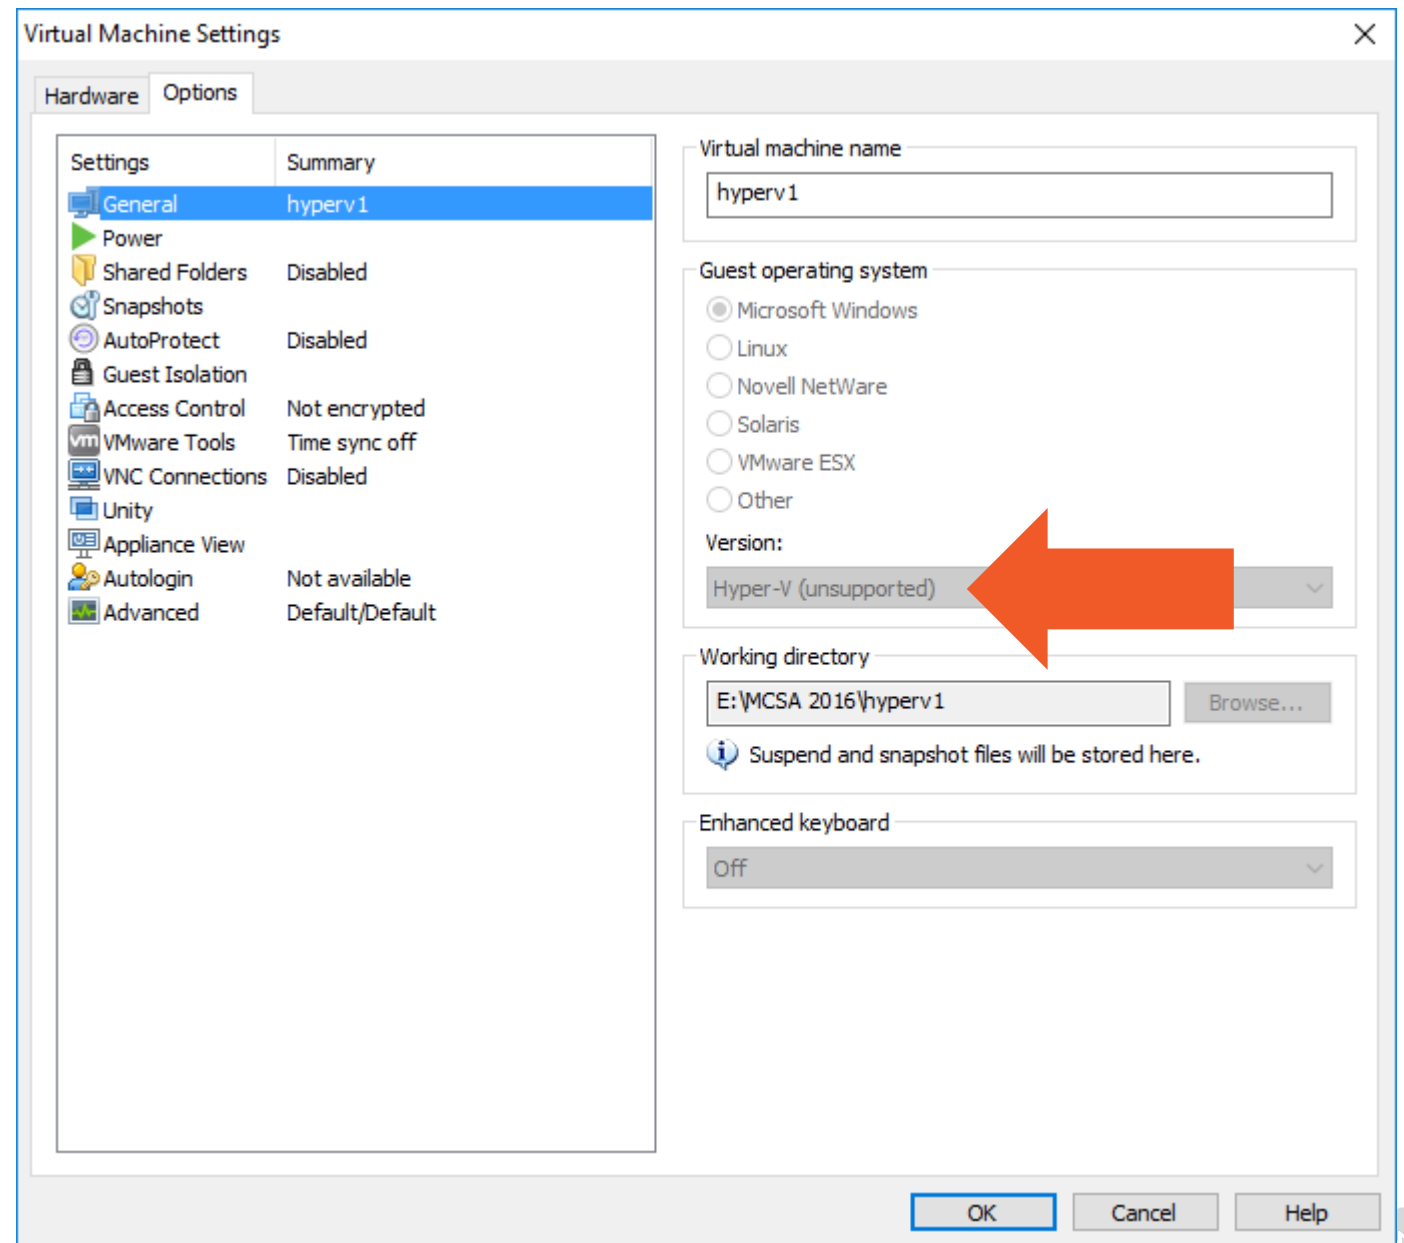 Virtual Machine Settings
Hardware Options
Settings Summary
General hyperv1
Power
Shared Folders Disabled
Snapshots
AutoProtect Disabled
Guest Isolation
Access Control Not encrypted
vm VMware Tools Time sync off
VNC Connections Disabled
Unity
Appliance View
Autologin Not available
Advanced Default/Default
Virtual machine name
hyperv1
Guest operating system
Microsoft Windows
Linux
Novell NetWare
Solaris
VMware ESX
Other
Version:
Hyper-V (unsupported)
Working directory
E:\MCSA 2016\hyperv1
Browse...
Suspend and snapshot files will be stored here.
Enhanced keyboard
Off
OK Cancel Help